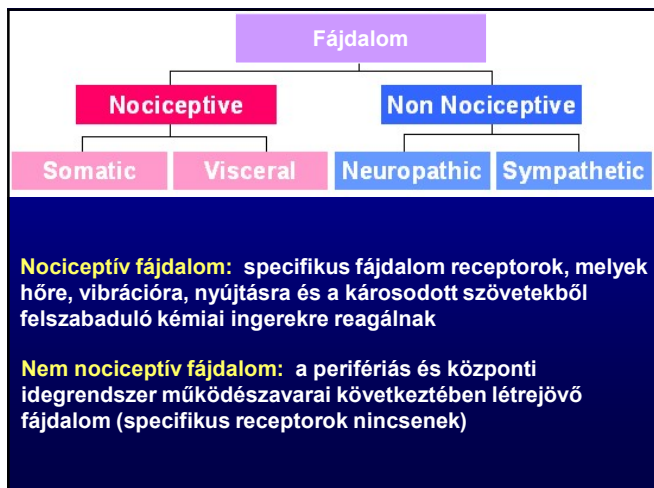 Fájdalom
Nociceptive
Non Nociceptive
Somatic
Visceral
Neuropathic
Sympathetic
Nociceptív fájdalom: specifikus fájdalom receptorok, melyek
hőre, vibrációra, nyújtásra és a károsodott szövetekből
felszabaduló kémiai ingerekre reagálnak
Nem nociceptív fájdalom: a perifériás és központi
idegrendszer működészavarai következtében létrejövő
fájdalom (specifikus receptorok nincsenek)